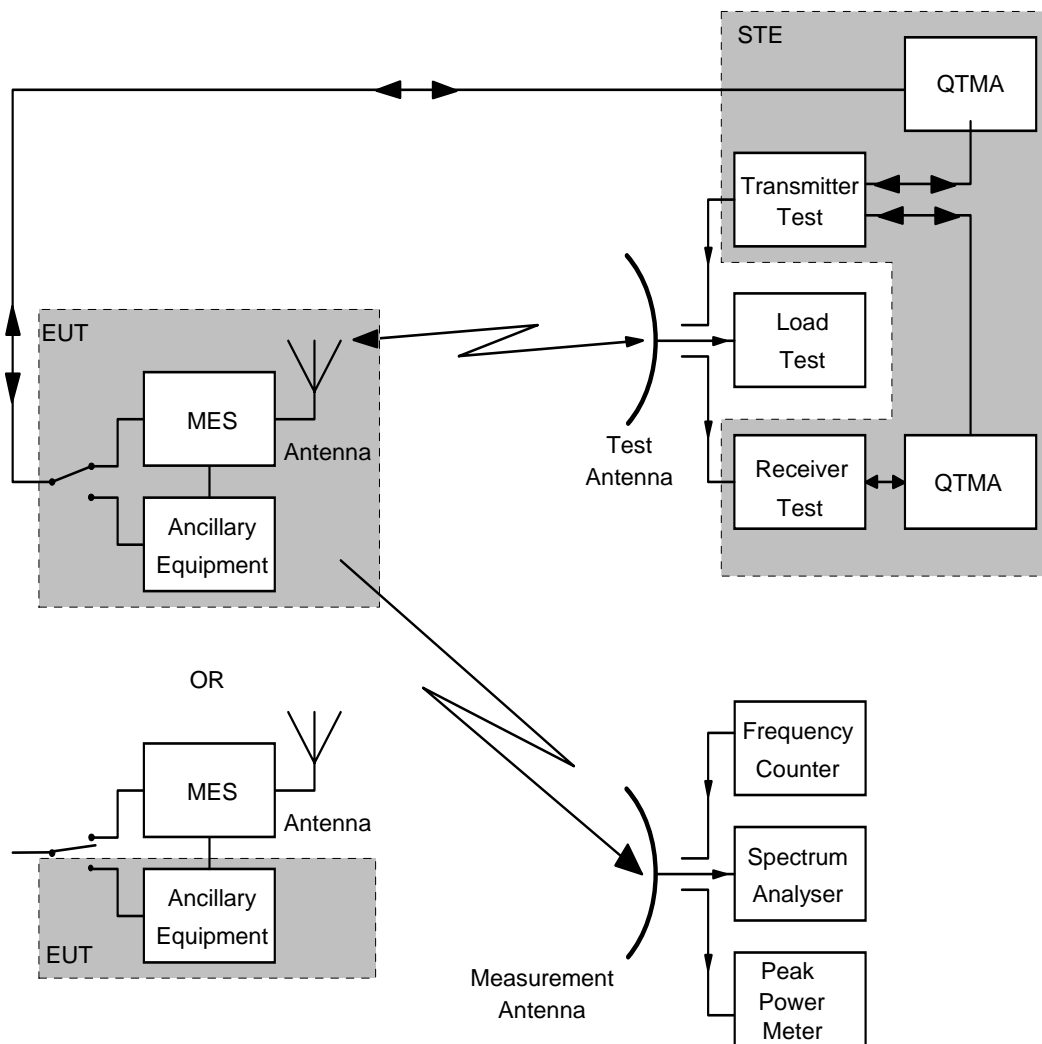 STE
QTMA
Transmitter
Test
Load
Test
EUT
MES
Antenna
Test
Antenna
Receiver
Test
QTMA
Ancillary
Equipment
OR
Frequency
Counter
MES
Antenna
Spectrum
Analyser
Ancillary
Equipment
EUT
Measurement
Antenna
Peak
Power
Meter